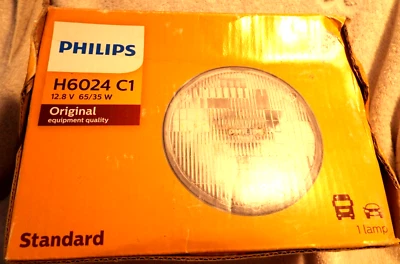 PHILIPS
H6024 C1
12.8 V 65/35 W
Original
equipment quality
Standard
1 lamp